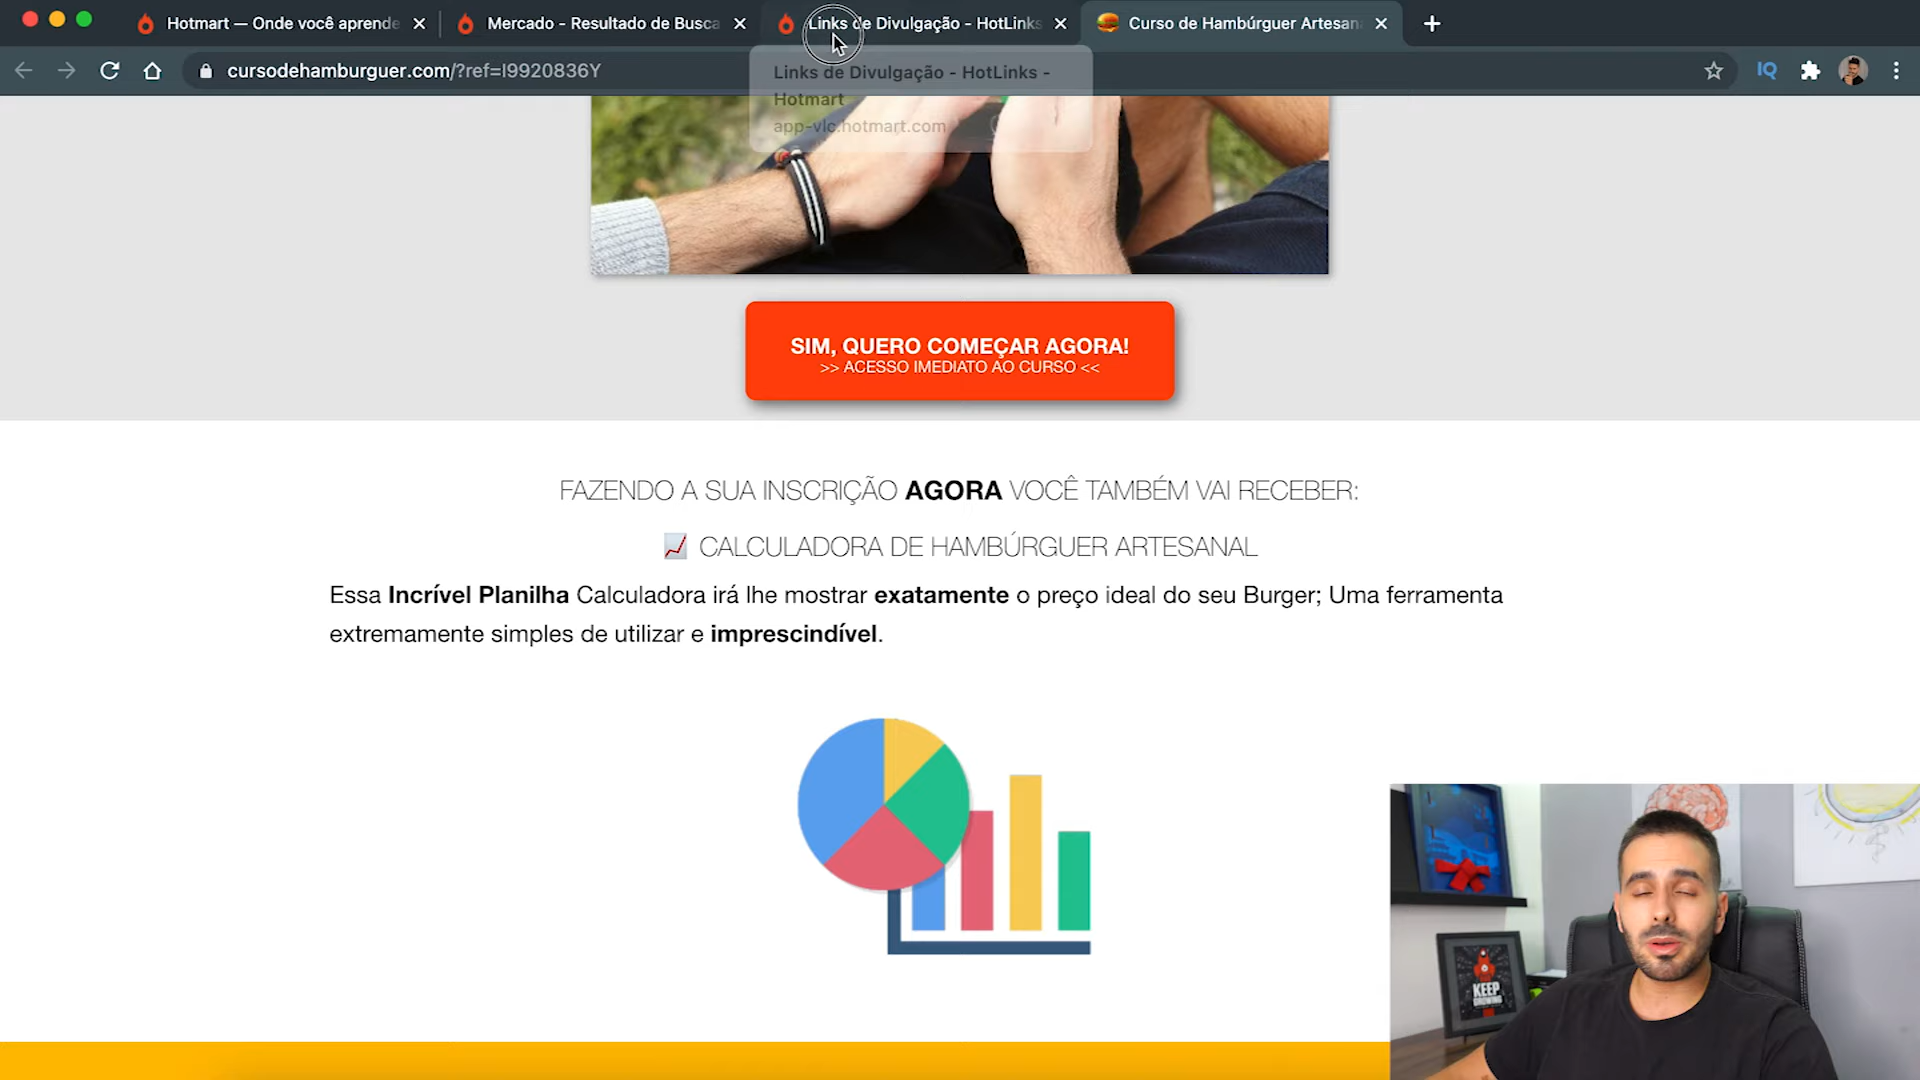 Hotmart — Onde você aprende
Mercado - Resultado de Busca
Links de Divulgação - HotLinks
Curso de Hambúrguer Artesan
cursodehamburguer.com/?ref=I9920836Y
IQ
Links de Divulgação - HotLinks -
Hotmart
app-vlc.hotmart.com
SIM, QUERO COMEÇAR AGORA!
>> ACESSO IMEDIATO AO CURSO <<
FAZENDO A SUA INSCRIÇÃO AGORA VOCÊ TAMBÉM VAI RECEBER:
CALCULADORA DE HAMBÚRGUER ARTESANAL
Essa Incrível Planilha Calculadora irá lhe mostrar exatamente o preço ideal do seu Burger; Uma ferramenta
extremamente simples de utilizar e imprescindível.
KEEP
GROWING